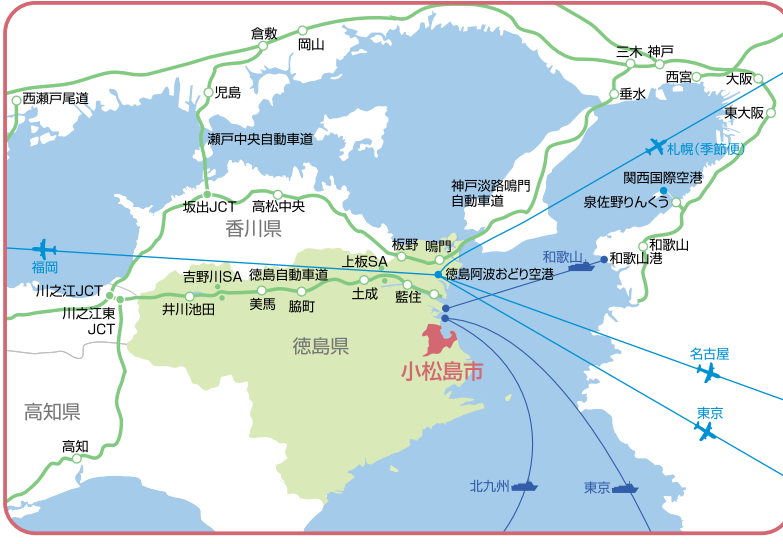 倉敷
岡山
三木
神戸
西宮
大阪
西瀬戸尾道
児島
垂水
東大阪
瀬戸中央自動車道
札幌(季節便)
関西国際空港
神戸淡路鳴門
自動車道
泉佐野りんくう
坂出JCT
高松中央
香川県
板野
鳴門
和歌山
和歌山
和歌山港
福岡
上板SA
徳島阿波おどり空港
吉野川SA
徳島自動車道
川之江JCT
井川池田
美馬
脇町
土成
藍住
川之江東
JCT
徳島県
小松島市
名古屋
高知県
東京
高知
北九州
東京